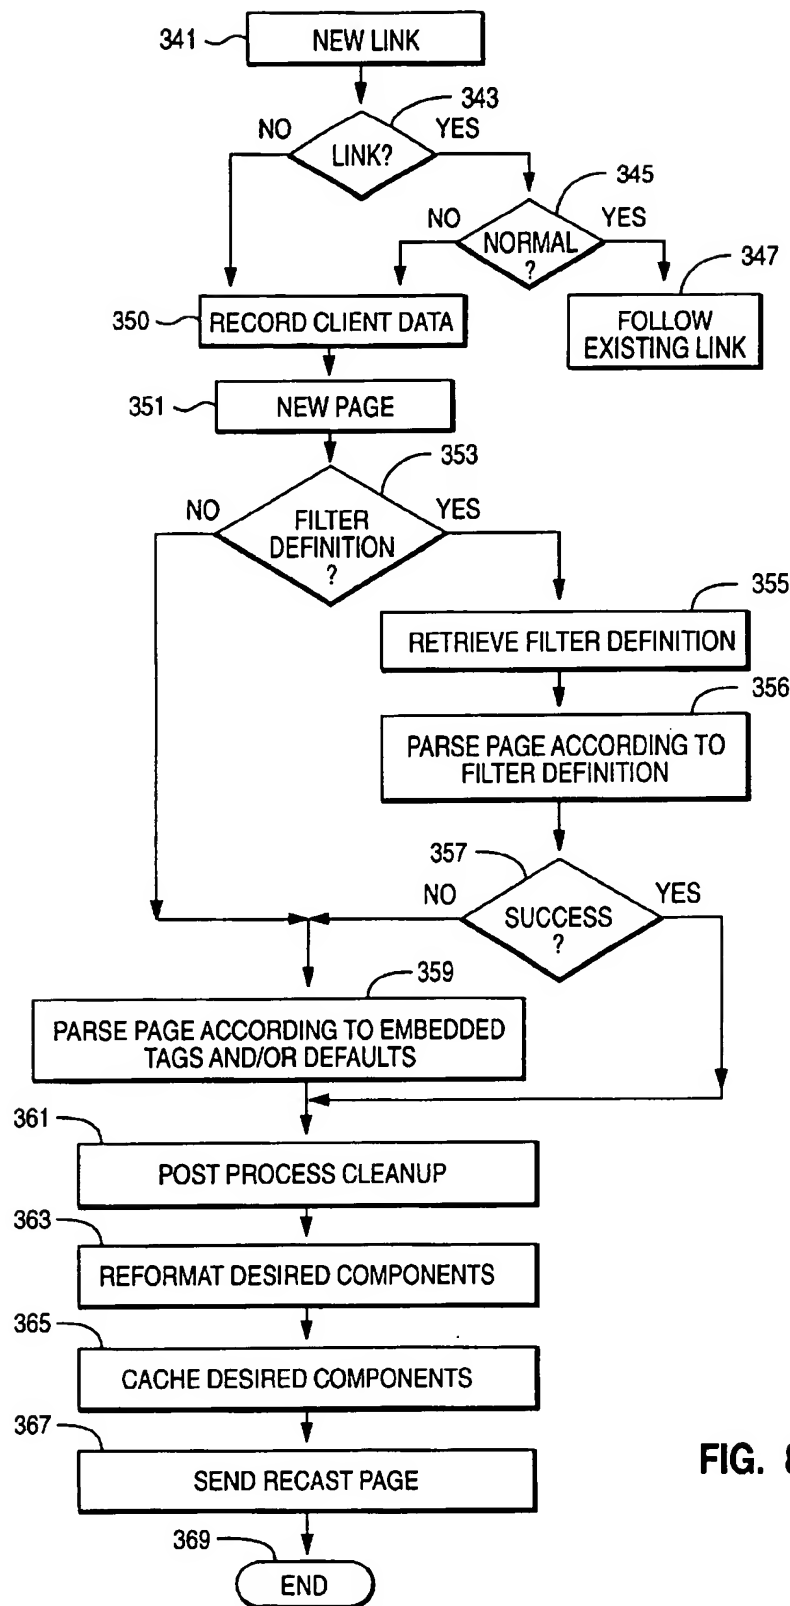 341
NEW LINK
343
NO
YES
LINK?
345
NO
YES
NORMAL
?
347
350
RECORD CLIENT DATA
FOLLOW
EXISTING LINK
351
NEW PAGE
353
NO
YES
FILTER
DEFINITION
?
355
RETRIEVE FILTER DEFINITION
356
PARSE PAGE ACCORDING TO
FILTER DEFINITION
357
NO
YES
SUCCESS
?
359
PARSE PAGE ACCORDING TO EMBEDDED
TAGS AND/OR DEFAULTS
361
POST PROCESS CLEANUP
363
REFORMAT DESIRED COMPONENTS
365
CACHE DESIRED COMPONENTS
367
SEND RECAST PAGE
FIG. 8
369
END